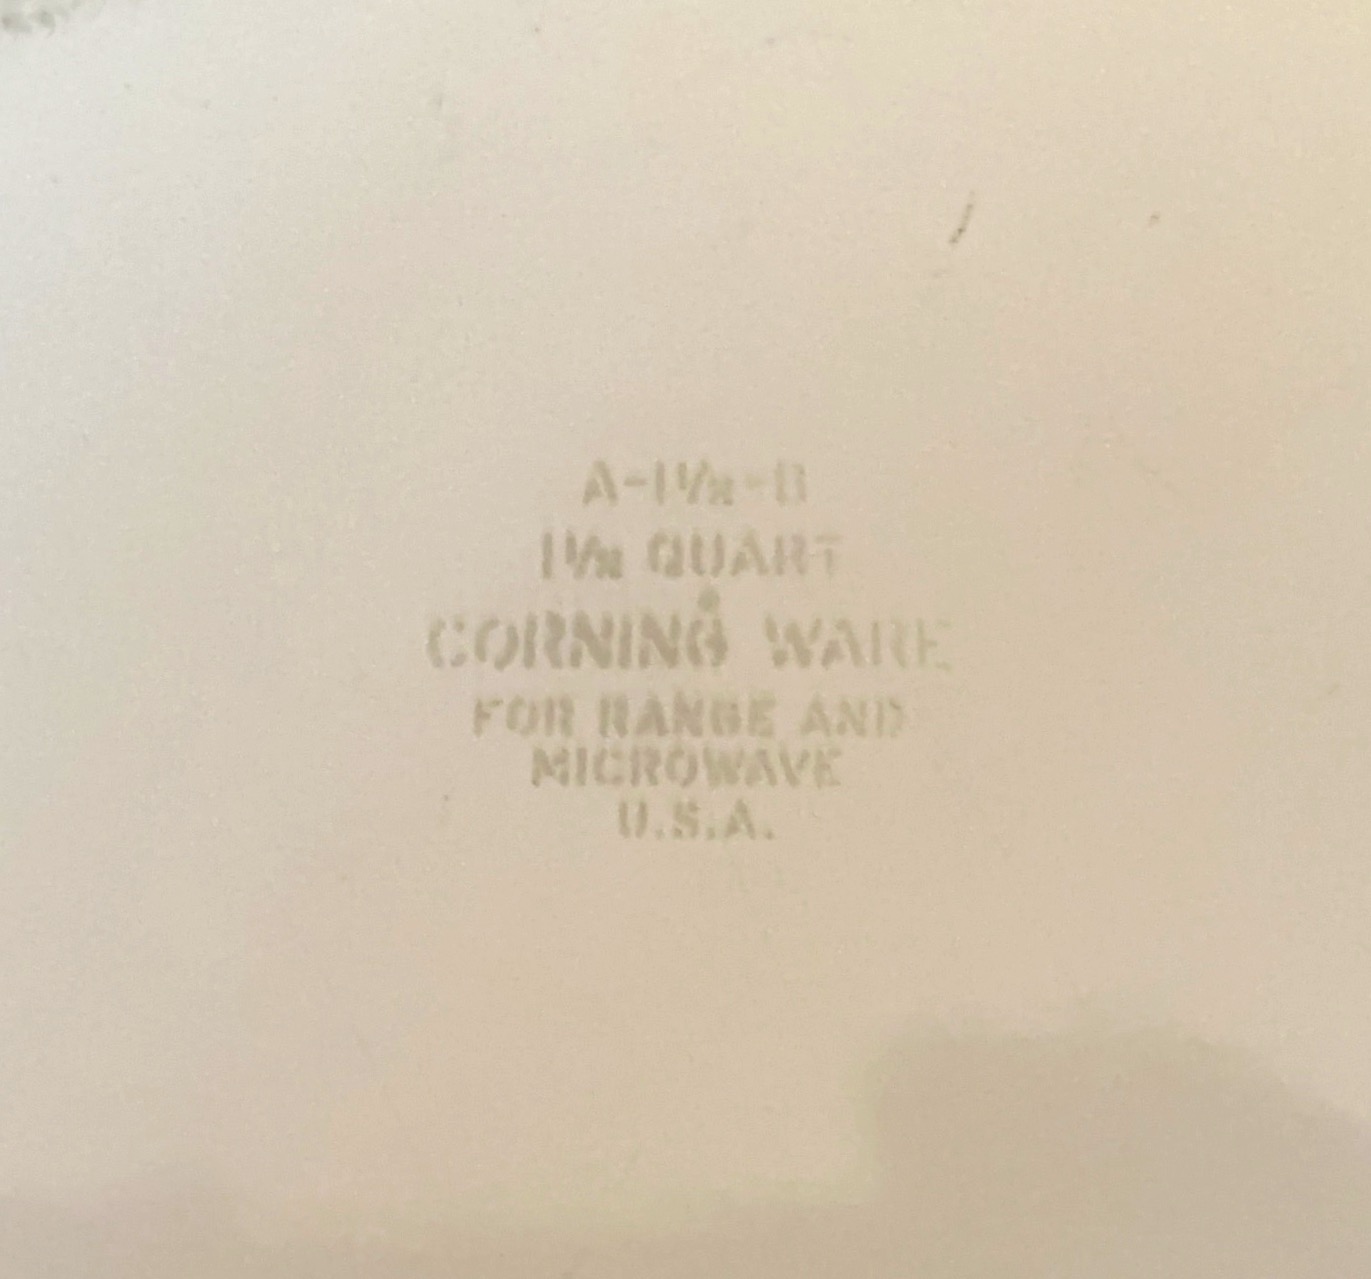 A-1½-B
1½ QUART
CORNING WARE
FOR RANGE AND
MICROWAVE
U.S.A.